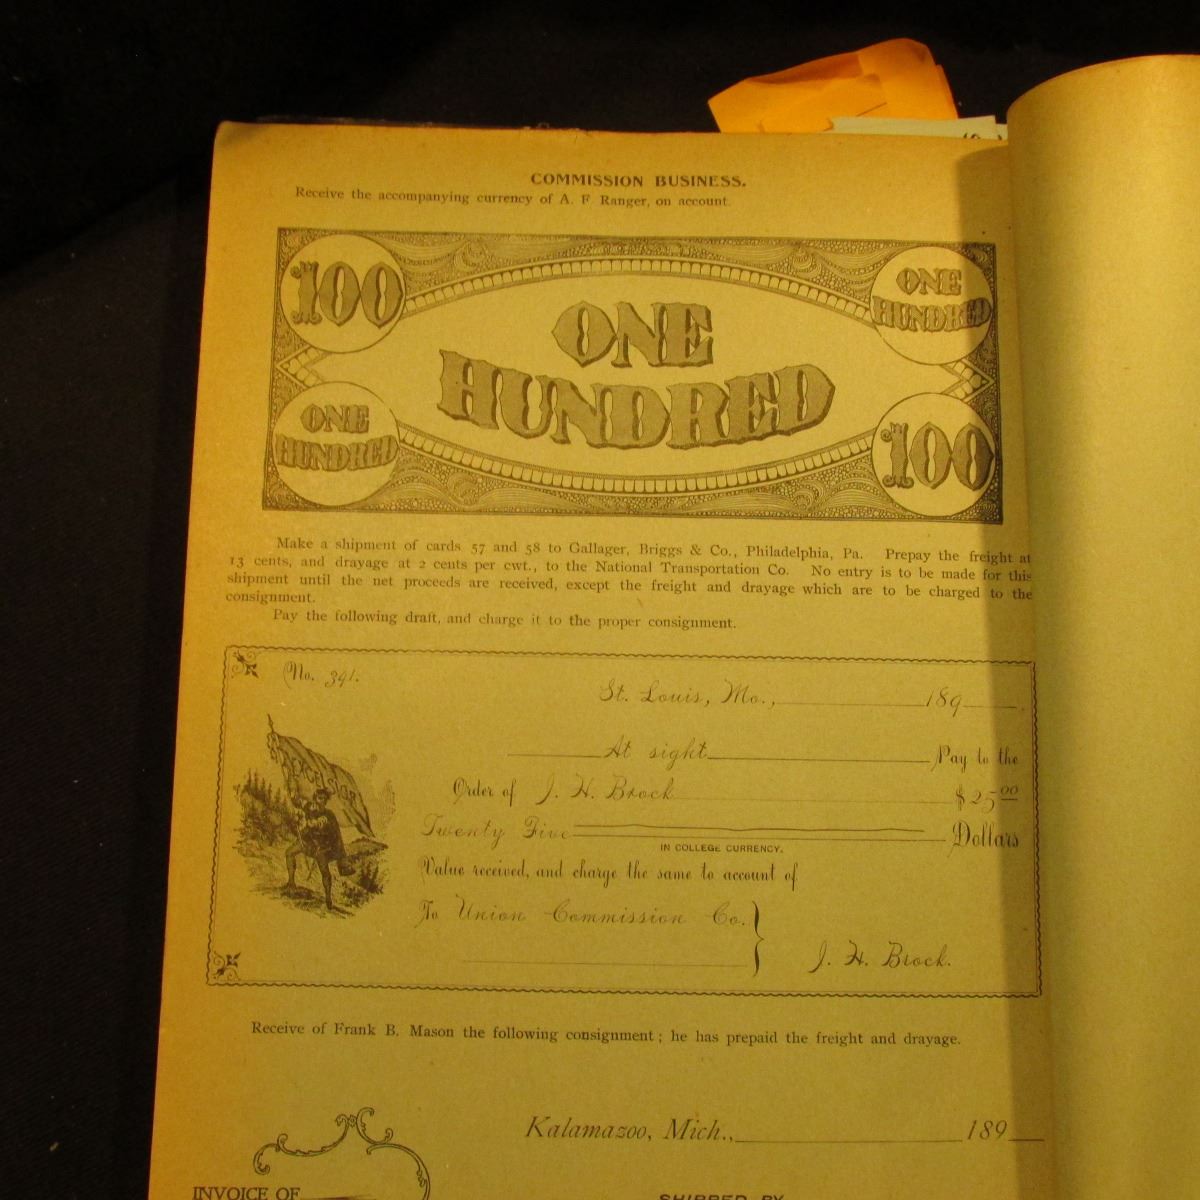 COMMISSION BUSINESS.
Receive the accompanying currency of A. F. Ranger, on account.
100
ONE
HUNDRED
ONE
HUNDRED
ONE
HUNDRED
100
Make a shipment of cards 57 and 58 to Gallager, Briggs & Co., Philadelphia, Pa. Prepay the freight at
13 cents, and drayage at 2 cents per cwt., to the National Transportation Co. No entry is to be made for this
shipment until the net proceeds are received, except the freight and drayage which are to be charged to the
consignment.
Pay the following draft, and charge it to the proper consignment.
No. 341.
St. Louis, Mo., 189
EXCELSIOR
At sight Pay to the
Order of J. H. Brock $25 00
Twenty Five Dollars
IN COLLEGE CURRENCY.
Value received, and charge the same to account of
To Union Commission Co.
J. H. Brock.
Receive of Frank B. Mason the following consignment; he has prepaid the freight and drayage.
Kalamazoo, Mich., 189
INVOICE OF
SHIPPED BY